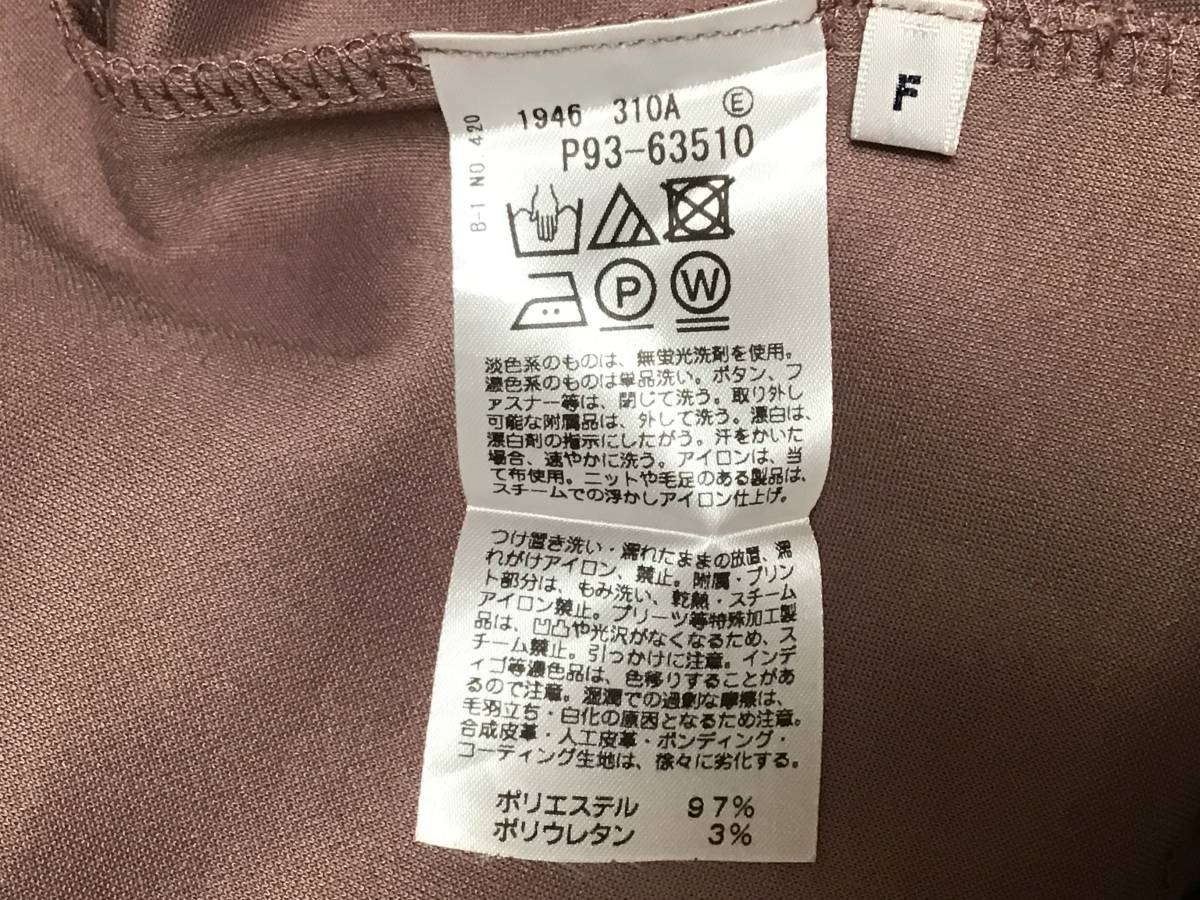 B-1 NO. 420
1946 310A Ⓔ
P93-63510
F
P
W
淡色系のものは、無蛍光洗剤を使用。
濃色系のものは単品洗い。ボタン、フ
ァスナー等は、閉じて洗う。取り外し
可能な附属品は、外して洗う。漂白は、
漂白剤の指示にしたがう。汗をかいた
場合、速やかに洗う。アイロンは、当
て布使用。ニットや毛足のある製品は、
スチームでの浮かしアイロン仕上げ。
つけ置き洗い・濡れたままの放置、濡
れがけアイロン、禁止。附属・プリン
ト部分は、もみ洗い、乾熱・スチーム
アイロン禁止。プリーツ等特殊加工製
品は、凹凸や光沢がなくなるため、ス
チーム禁止。引っかけに注意。インデ
ィゴ等濃色品は、色移りすることがあ
るので注意。湿潤での過剰な摩擦は、
毛羽立ち・白化の原因となるため注意。
合成皮革・人工皮革・ボンディング・
コーティング生地は、徐々に劣化する。
ポリエステル 97%
ポリウレタン 3%